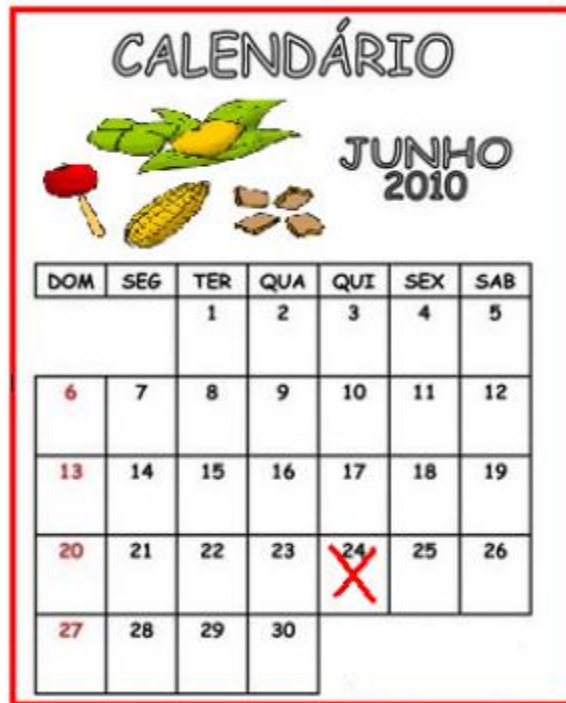 CALENDÁRIO
JUNHO
2010
DOM SEG TER QUA QUI SEX SAB
1 2 3 4 5
6 7 8 9 10 11 12
13 14 15 16 17 18 19
20 21 22 23 24 25 26
27 28 29 30